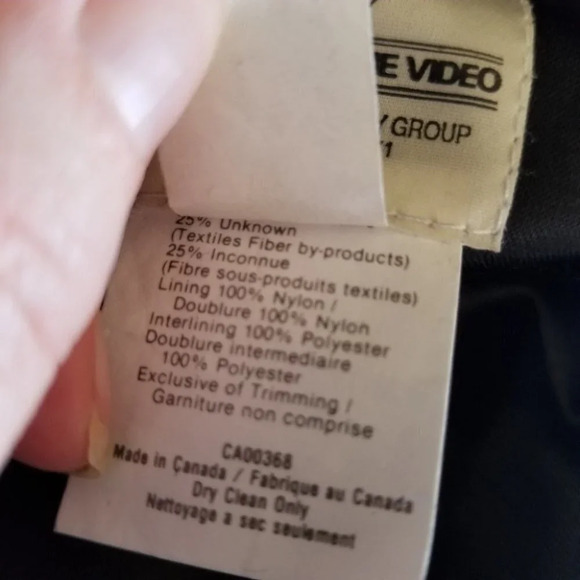 E VIDEO
Y GROUP
1
25% Unknown
(Textiles Fiber by-products)
25% Inconnue
(Fibre sous-produits textiles)
Lining 100% Nylon /
Doublure 100% Nylon
Interlining 100% Polyester
Doublure intermediaire
100% Polyester
Exclusive of Trimming /
Garniture non comprise
CA00368
Made in Canada / Fabrique au Canada
Dry Clean Only
Nettoyage a sec seulement